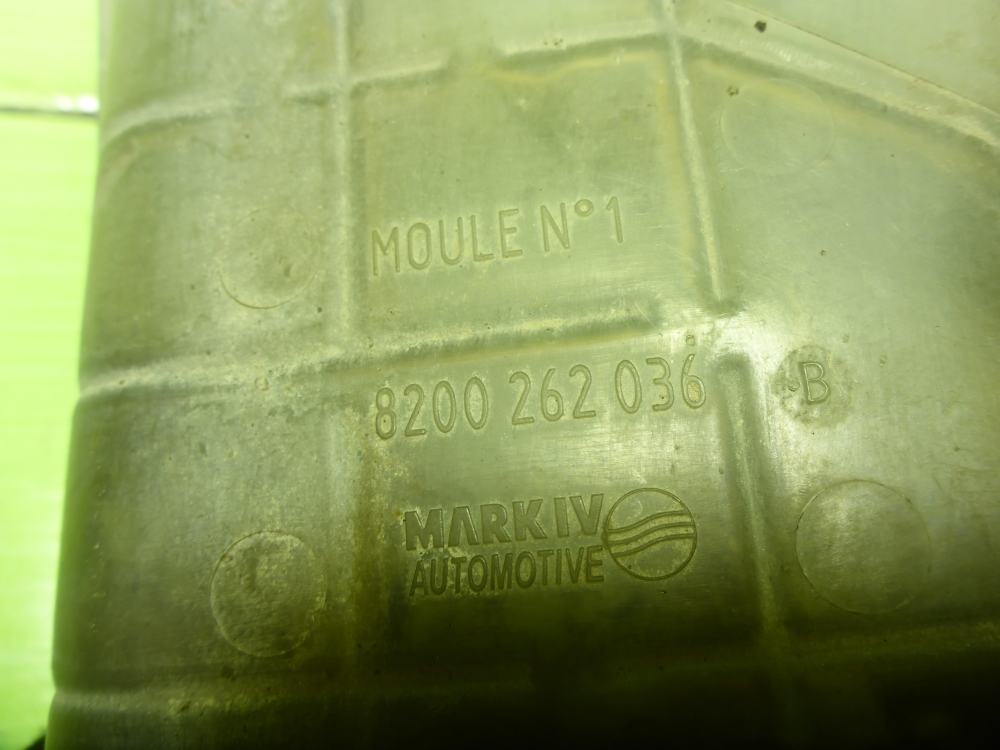 MOULE N°1
8200 262 036 B
MARK IV
AUTOMOTIVE